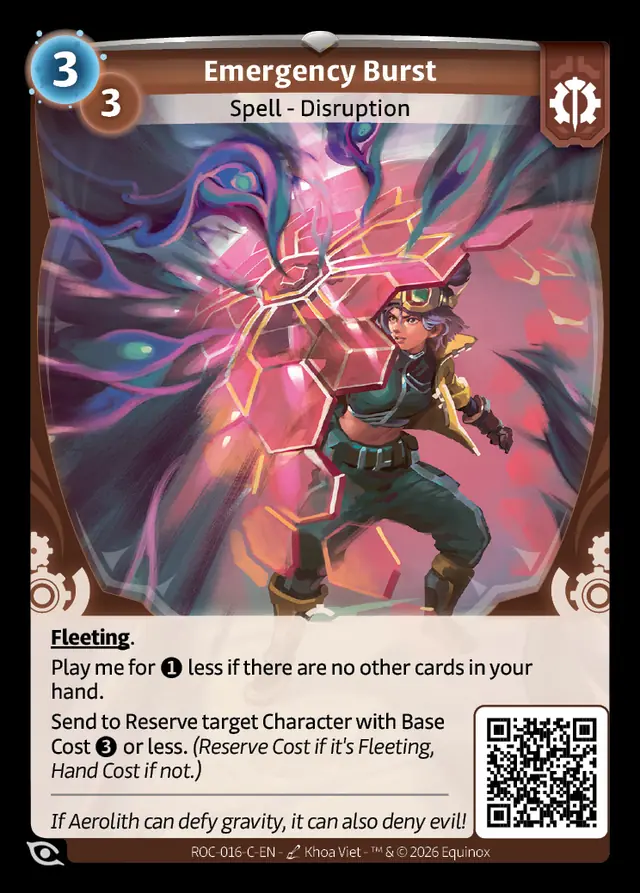 3
Emergency Burst
3
Spell - Disruption
Fleeting.
Play me for 1 less if there are no other cards in your
hand.
Send to Reserve target Character with Base
Cost 3 or less. (Reserve Cost if it's Fleeting,
Hand Cost if not.)
If Aerolith can defy gravity, it can also deny evil!
ROC-016-C-EN - Khoa Viet - ™ & © 2026 Equinox